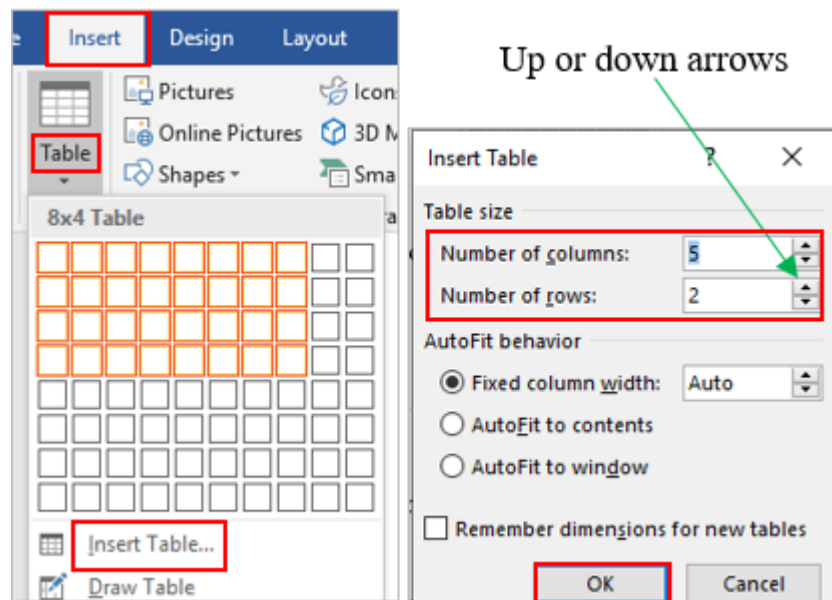 Insert Design Layout
Pictures
Online Pictures
Shapes
Table
8x4 Table
Insert Table...
Draw Table
Up or down arrows
Insert Table ? ×
Table size
Number of columns: 5
Number of rows: 2
AutoFit behavior
Fixed column width: Auto
AutoFit to contents
AutoFit to window
Remember dimensions for new tables
OK Cancel